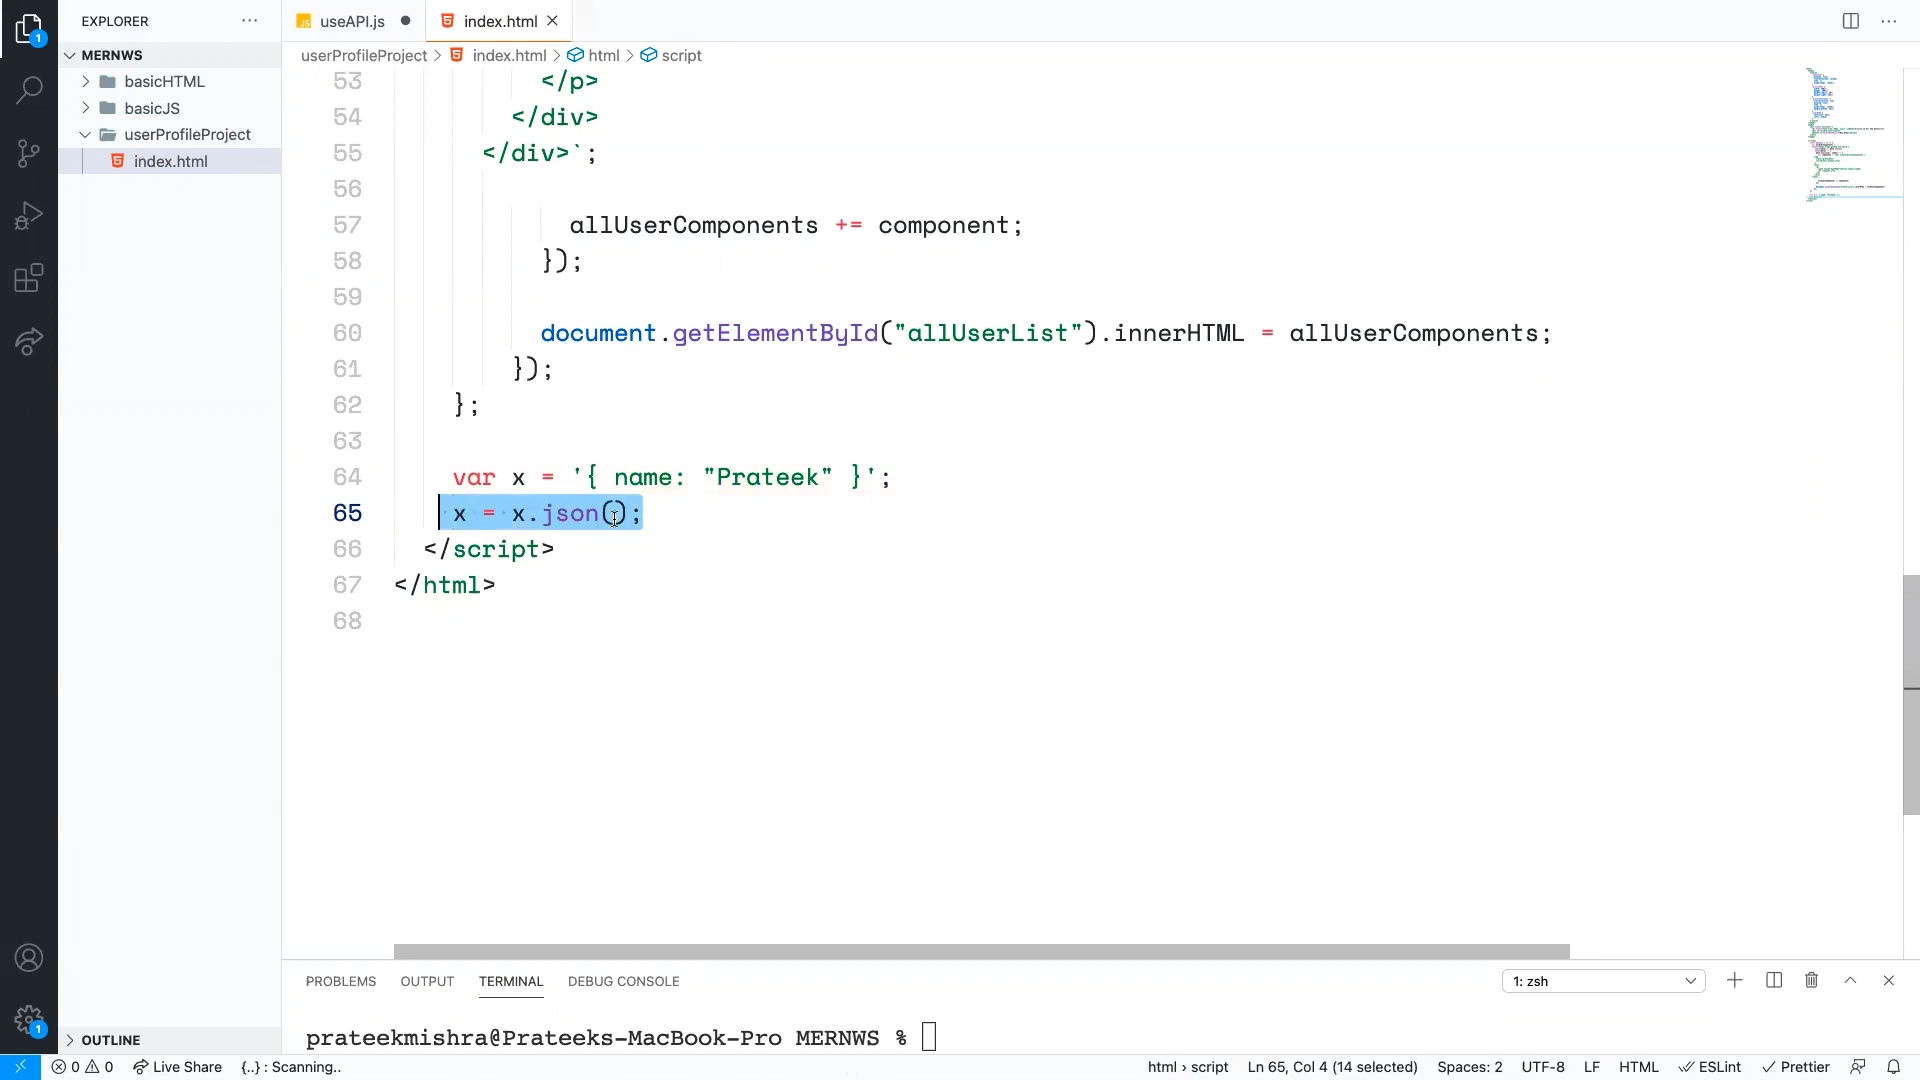 EXPLORER
useAPI.js
index.html
MERNWS
userProfileProject > index.html > html > script
basicHTML
basicJS
userProfileProject
index.html
53 </p>
54 </div>
55 </div>`;
56
57 allUserComponents += component;
58 });
59
60 document.getElementById("allUserList").innerHTML = allUserComponents;
61 });
62 };
63
64 var x = '{ name: "Prateek" }';
65 x = x.json();
66 </script>
67 </html>
68
PROBLEMS OUTPUT TERMINAL DEBUG CONSOLE 1: zsh
prateekmishra@Prateeks-MacBook-Pro MERNWS %
OUTLINE
0 0 Live Share {..} : Scanning.. html › script Ln 65, Col 4 (14 selected) Spaces: 2 UTF-8 LF HTML ESLint Prettier
1
1